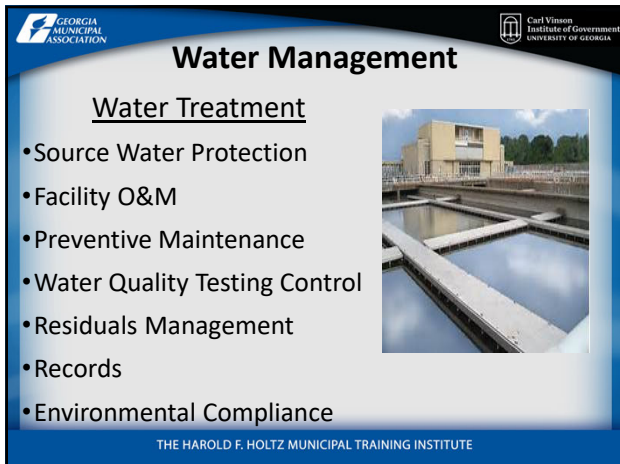 GEORGIA
MUNICIPAL
ASSOCIATION
Carl Vinson
Institute of Government
UNIVERSITY OF GEORGIA
Water Management
Water Treatment
•Source Water Protection
•Facility O&M
•Preventive Maintenance
•Water Quality Testing Control
•Residuals Management
•Records
•Environmental Compliance
THE HAROLD F. HOLTZ MUNICIPAL TRAINING INSTITUTE